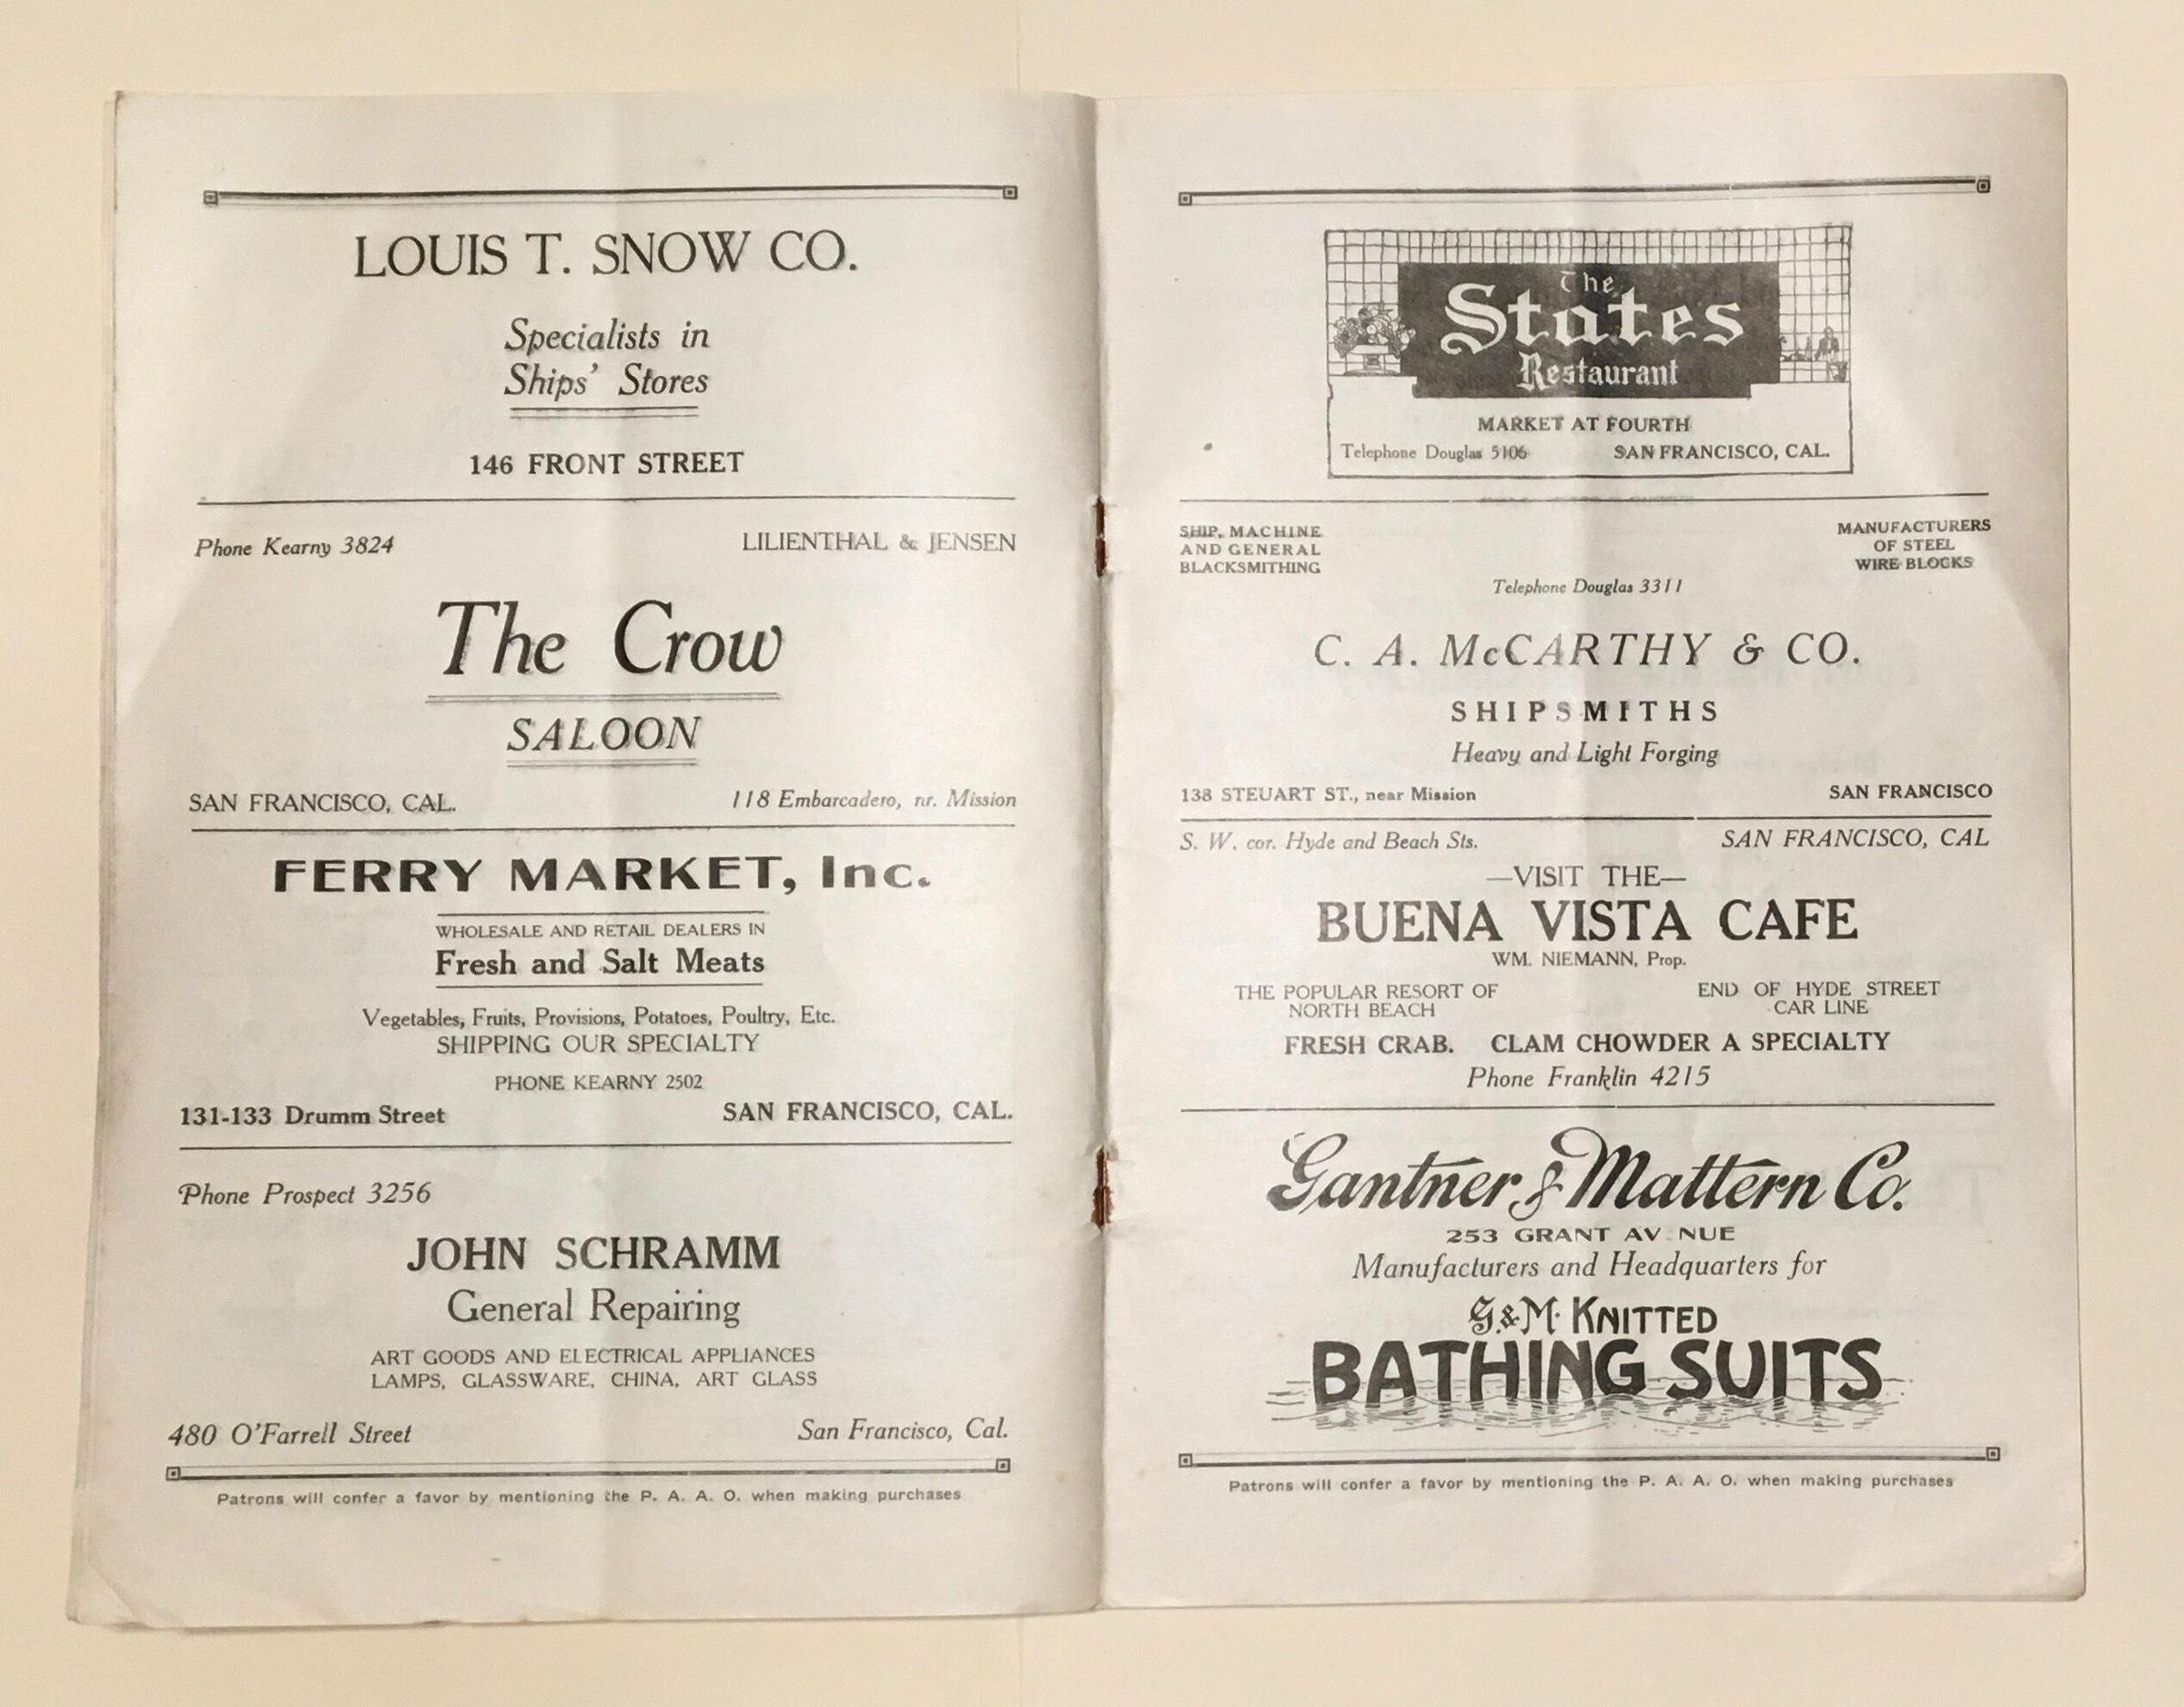 LOUIS T. SNOW CO.
Specialists in
Ships' Stores
146 FRONT STREET
Phone Kearny 3824 LILIENTHAL & JENSEN
The Crow
SALOON
SAN FRANCISCO, CAL. 118 Embarcadero, nr. Mission
FERRY MARKET, Inc.
WHOLESALE AND RETAIL DEALERS IN
Fresh and Salt Meats
Vegetables, Fruits, Provisions, Potatoes, Poultry, Etc.
SHIPPING OUR SPECIALTY
PHONE KEARNY 2502
131-133 Drumm Street SAN FRANCISCO, CAL.
Phone Prospect 3256
JOHN SCHRAMM
General Repairing
ART GOODS AND ELECTRICAL APPLIANCES
LAMPS, GLASSWARE, CHINA, ART GLASS
480 O'Farrell Street San Francisco, Cal.
Patrons will confer a favor by mentioning the P. A. A. O. when making purchases
The
States
Restaurant
MARKET AT FOURTH
Telephone Douglas 5106 SAN FRANCISCO, CAL.
SHIP, MACHINE
AND GENERAL
BLACKSMITHING
MANUFACTURERS
OF STEEL
WIRE BLOCKS
Telephone Douglas 3311
C. A. McCARTHY & CO.
SHIPSMITHS
Heavy and Light Forging
138 STEUART ST., near Mission SAN FRANCISCO
S. W. cor. Hyde and Beach Sts. SAN FRANCISCO, CAL
—VISIT THE—
BUENA VISTA CAFE
WM. NIEMANN, Prop.
THE POPULAR RESORT OF
NORTH BEACH
END OF HYDE STREET
CAR LINE
FRESH CRAB. CLAM CHOWDER A SPECIALTY
Phone Franklin 4215
Gantner & Mattern Co.
253 GRANT AV NUE
Manufacturers and Headquarters for
G.&M. KNITTED
BATHING SUITS
Patrons will confer a favor by mentioning the P. A. A. O. when making purchases